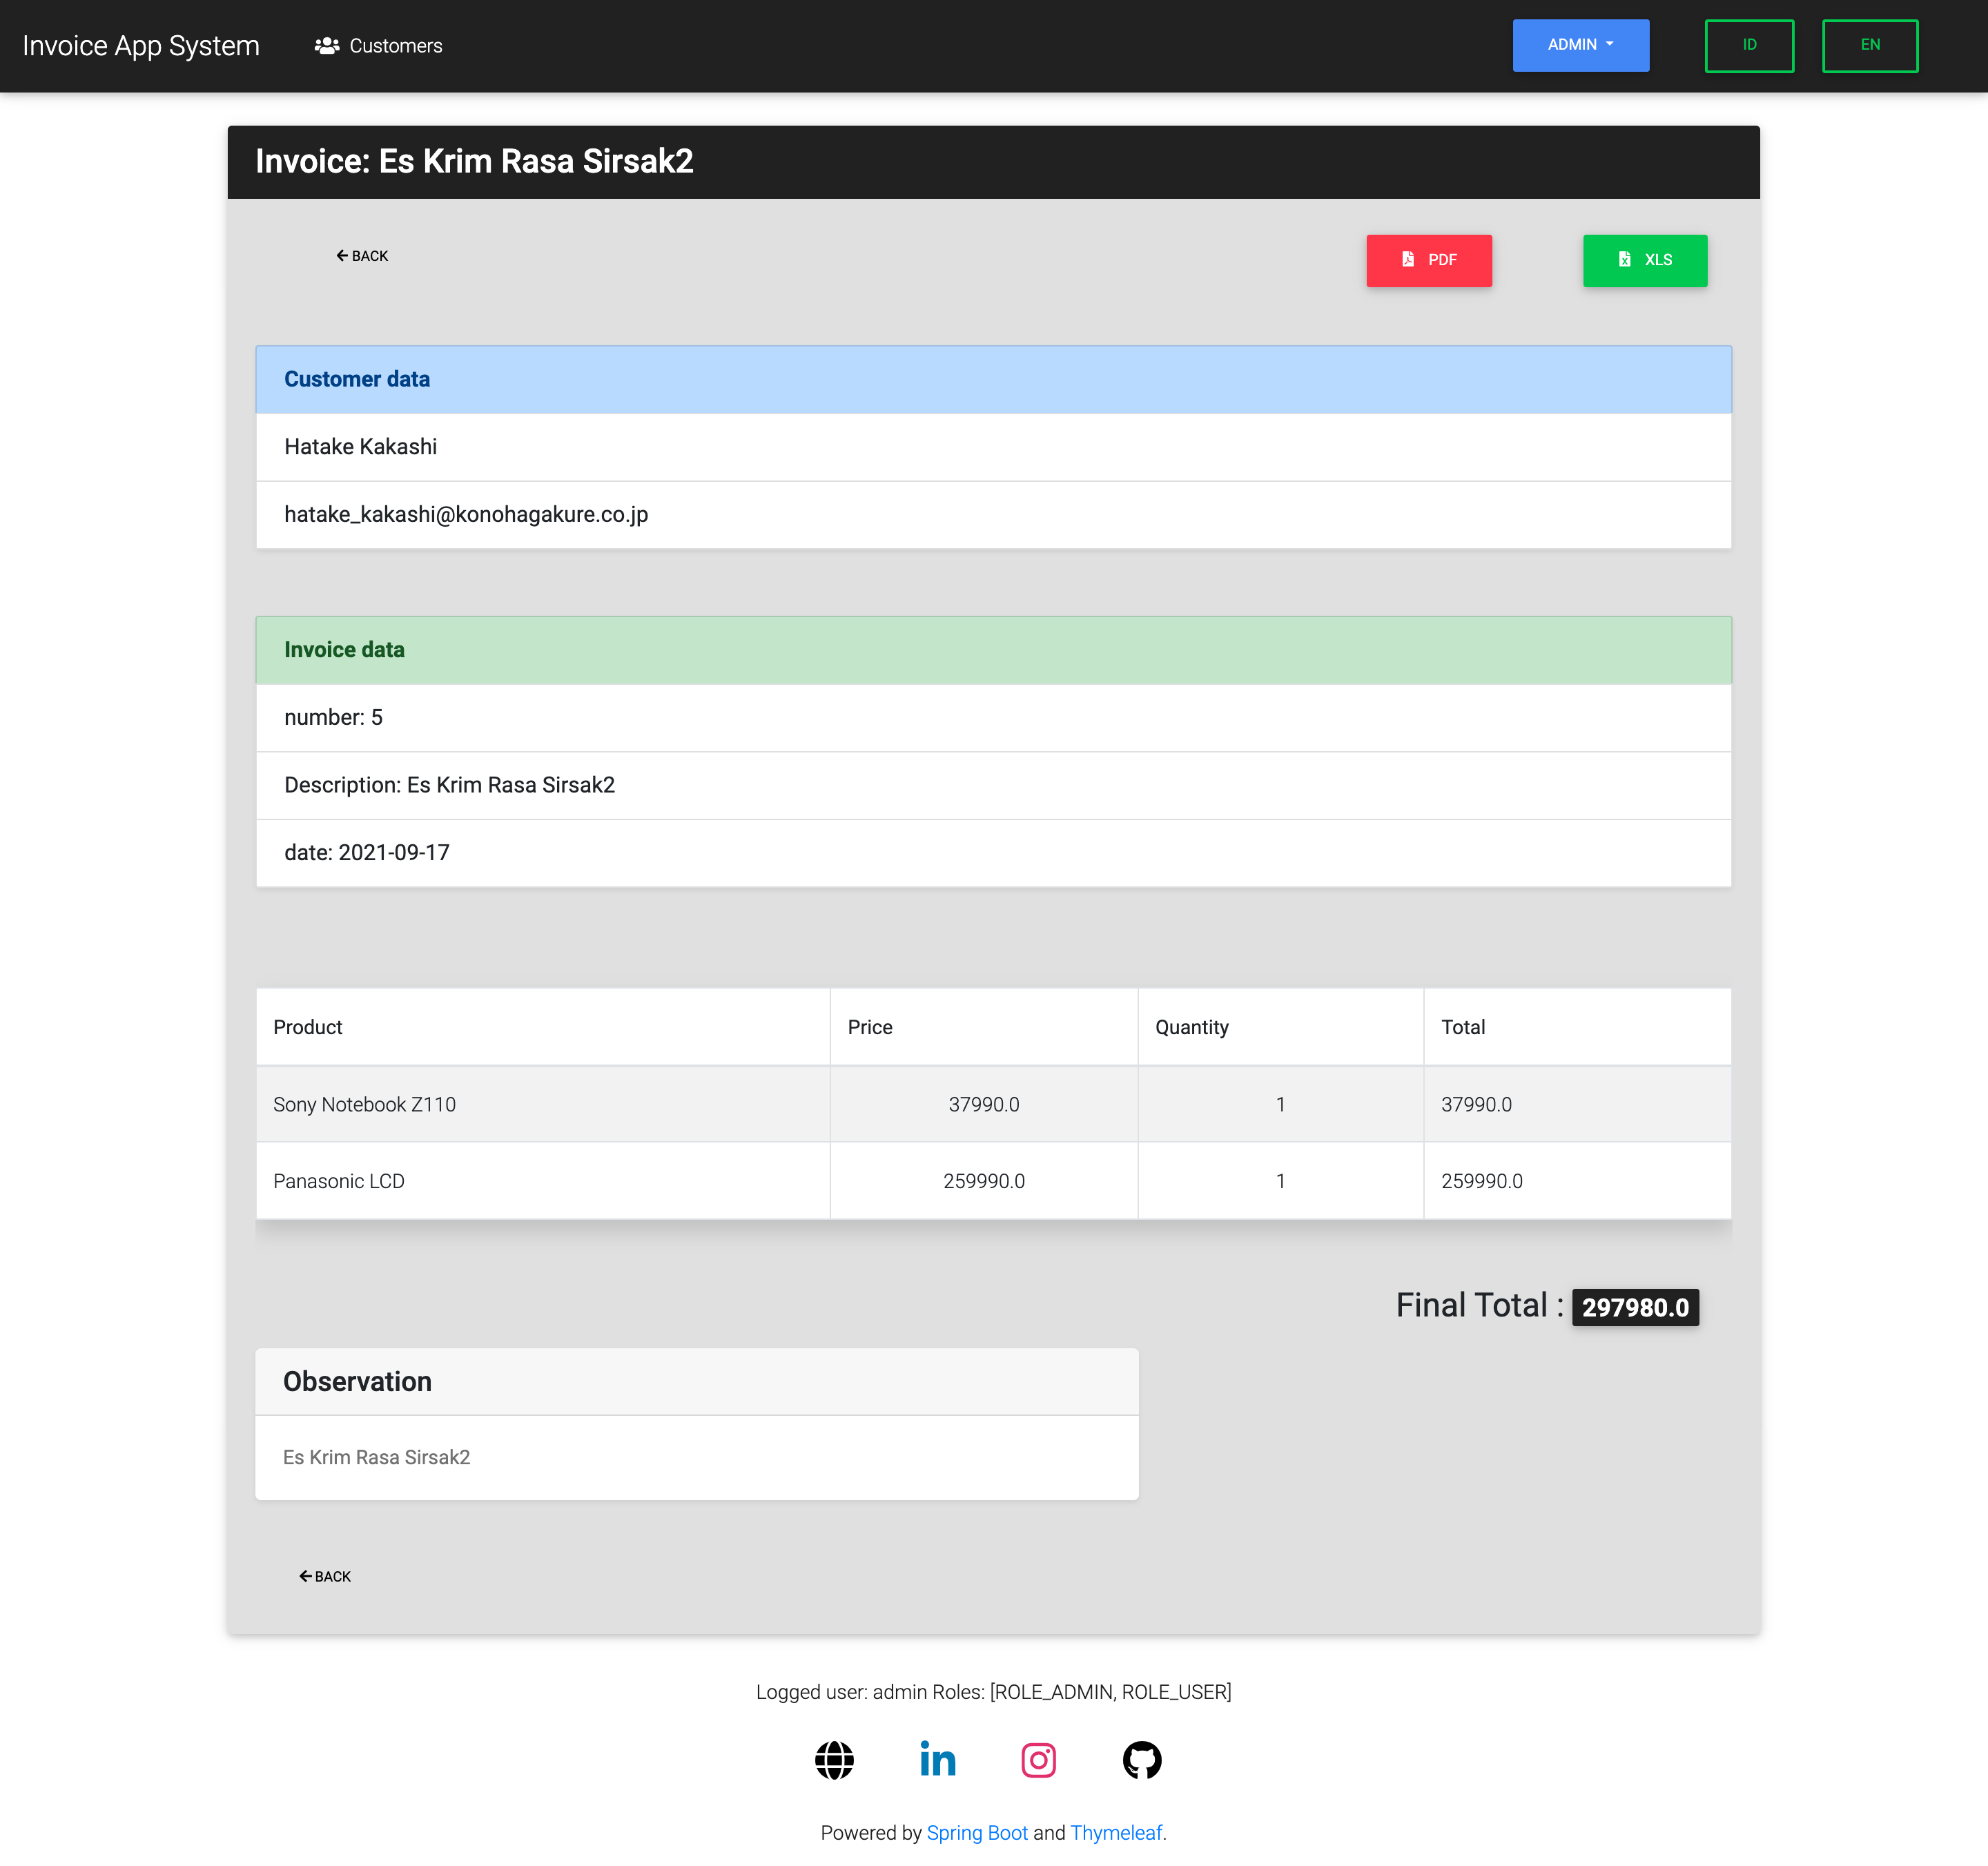 Invoice App System Customers ADMIN ID EN
Invoice: Es Krim Rasa Sirsak2
BACK PDF XLS
Customer data
Hatake Kakashi
hatake_kakashi@konohagakure.co.jp
Invoice data
number: 5
Description: Es Krim Rasa Sirsak2
date: 2021-09-17
Product Price Quantity Total
Sony Notebook Z110 37990.0 1 37990.0
Panasonic LCD 259990.0 1 259990.0
Final Total : 297980.0
Observation
Es Krim Rasa Sirsak2
BACK
Logged user: admin Roles: [ROLE_ADMIN, ROLE_USER]
Powered by Spring Boot and Thymeleaf.